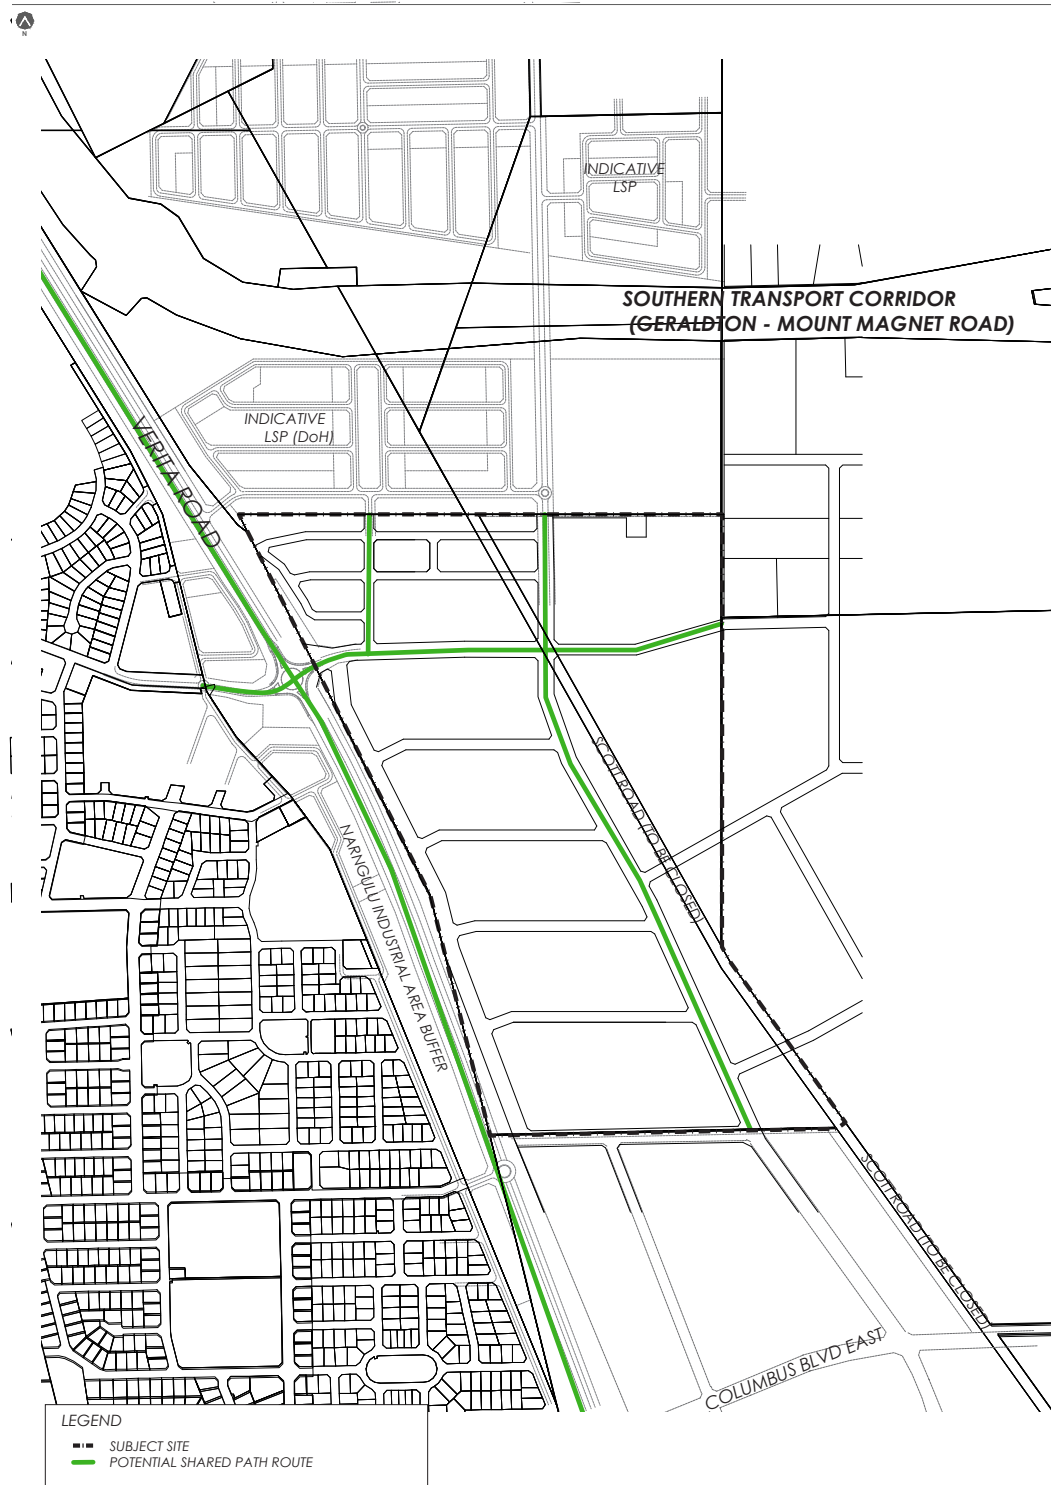 N
INDICATIVE
LSP
SOUTHERN TRANSPORT CORRIDOR
(GERALDTON - MOUNT MAGNET ROAD)
INDICATIVE
LSP (DoH)
VERITA ROAD
SCOTT ROAD (TO BE CLOSED)
NARNGULU INDUSTRIAL AREA BUFFER
SCOTT ROAD (TO BE CLOSED)
COLUMBUS BLVD EAST
LEGEND
SUBJECT SITE
POTENTIAL SHARED PATH ROUTE